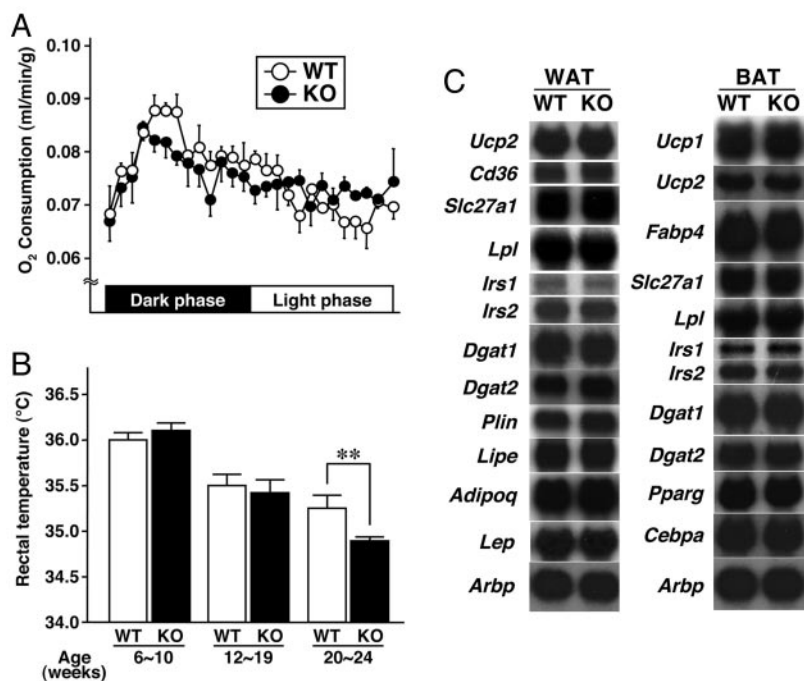 A
0.10
0.09
0.08
0.07
0.06
O2 Consumption (ml/min/g)
WT
KO
Dark phase
Light phase
B
36.5
36.0
35.5
35.0
34.5
34.0
Rectal temperature (°C)
**
WT KO WT KO WT KO
Age 6~10 12~19 20~24
(weeks)
C
WAT
WT KO
Ucp2
Cd36
Slc27a1
Lpl
Irs1
Irs2
Dgat1
Dgat2
Plin
Lipe
Adipoq
Lep
Arbp
BAT
WT KO
Ucp1
Ucp2
Fabp4
Slc27a1
Lpl
Irs1
Irs2
Dgat1
Dgat2
Pparg
Cebpa
Arbp